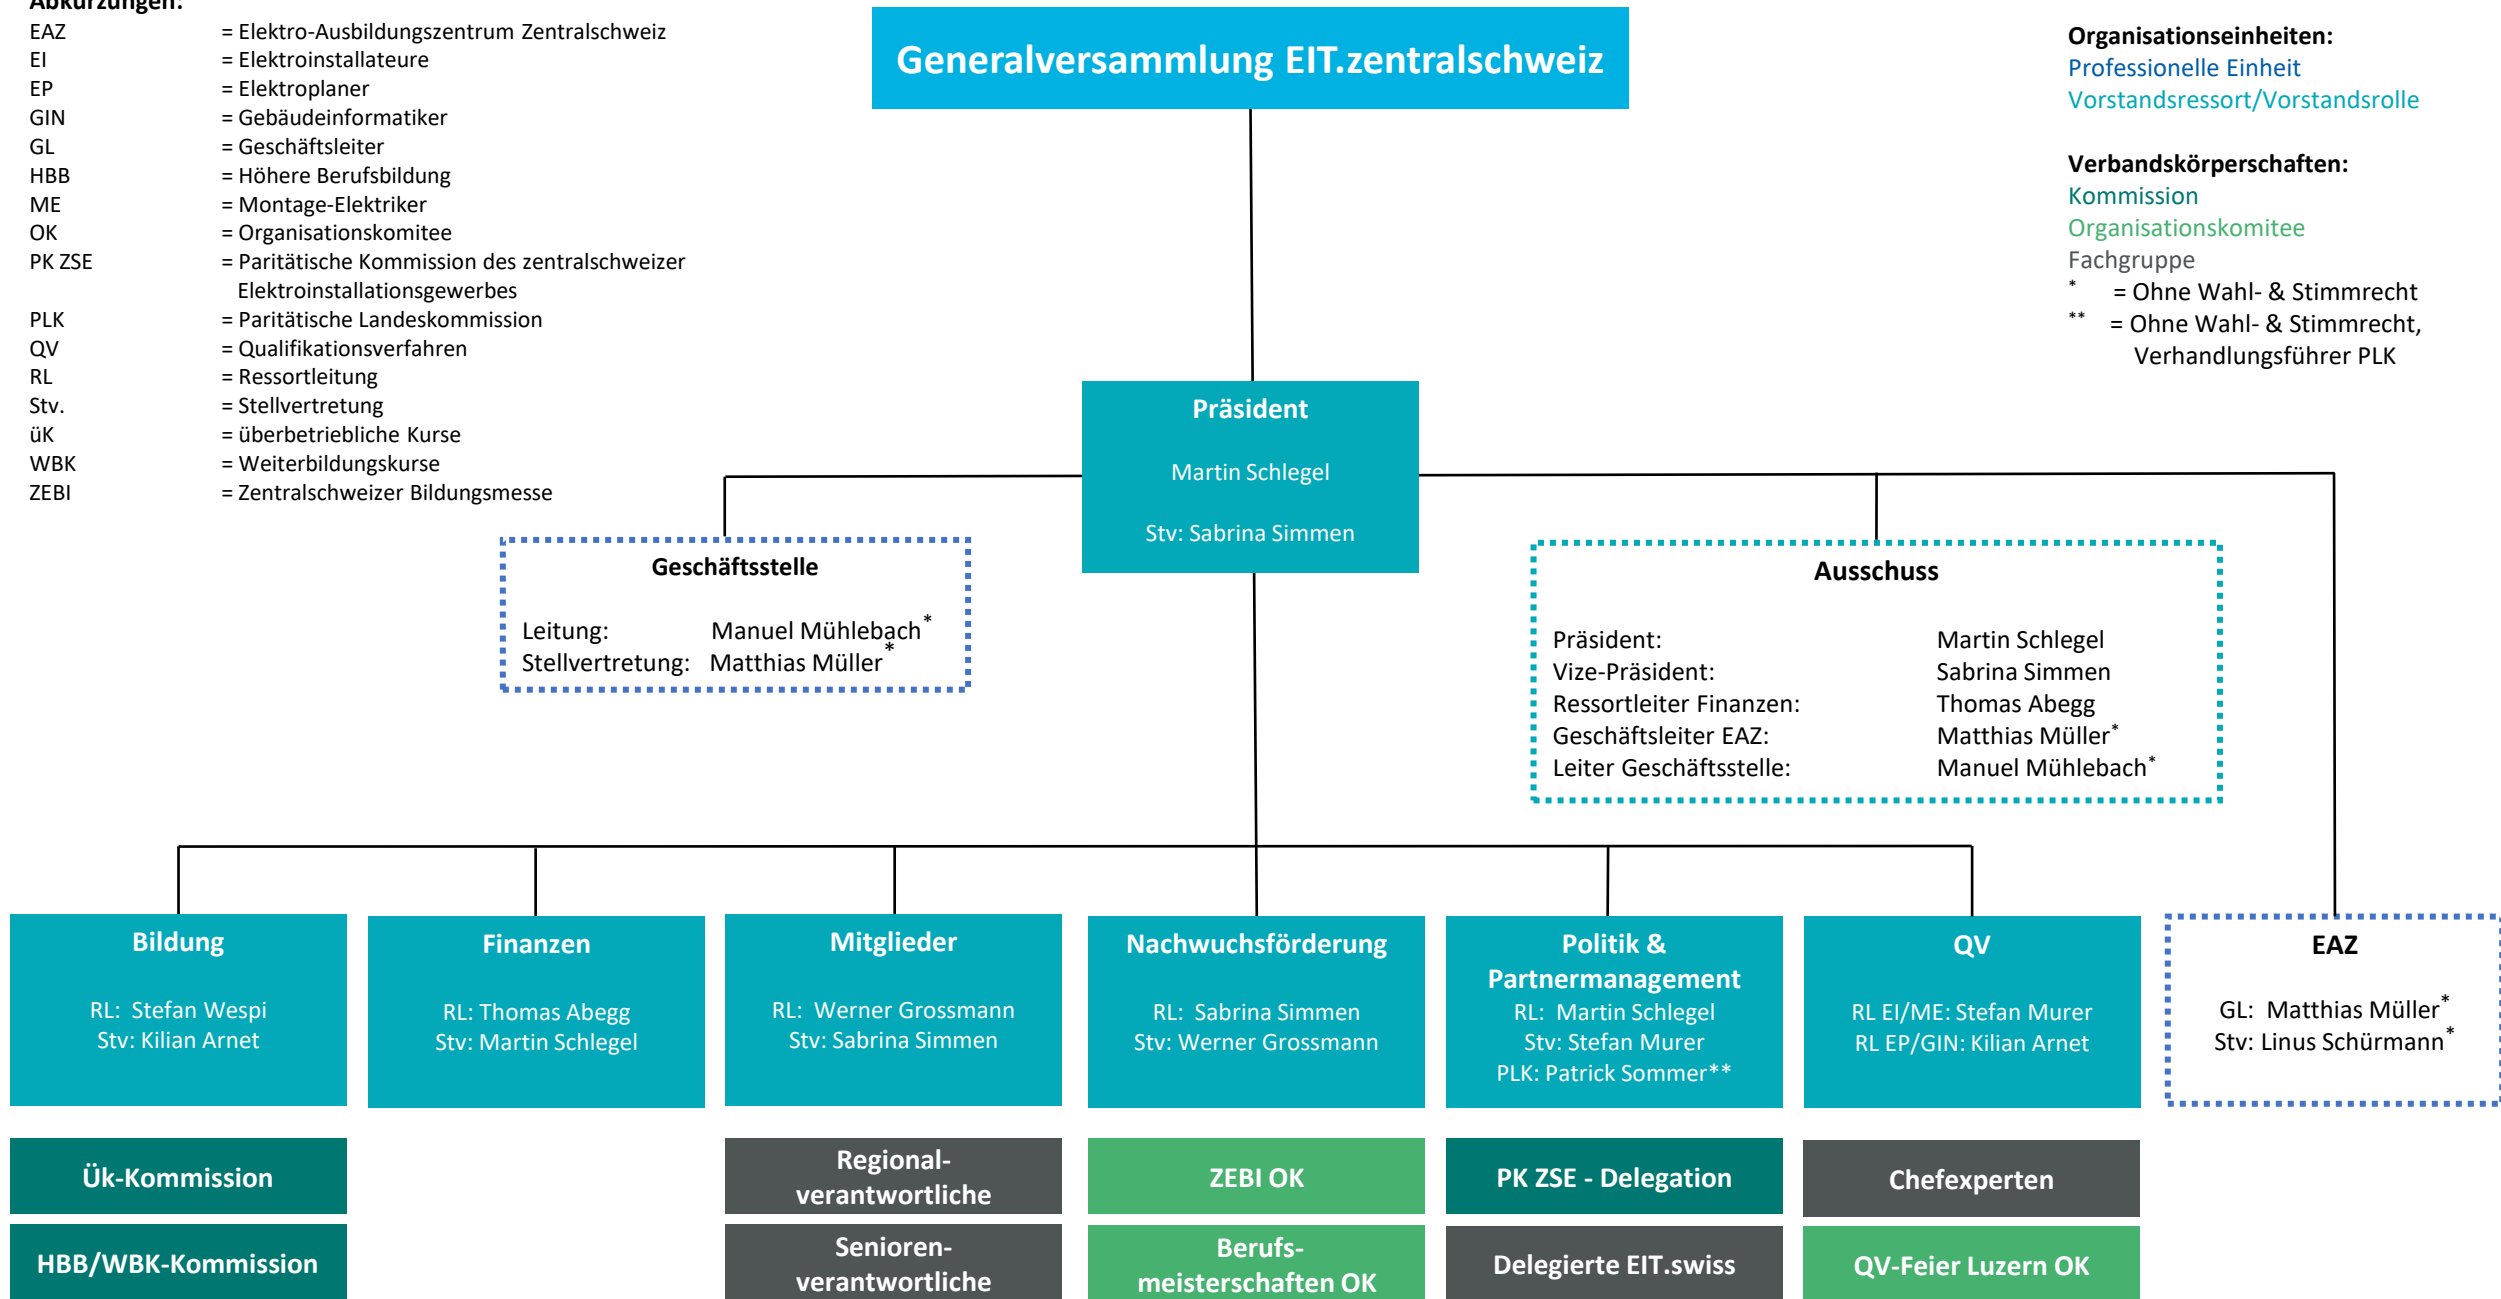 Abkürzungen:
EAZ = Elektro-Ausbildungszentrum Zentralschweiz
EI = Elektroinstallateure
EP = Elektroplaner
GIN = Gebäudeinformatiker
GL = Geschäftsleiter
HBB = Höhere Berufsbildung
ME = Montage-Elektriker
OK = Organisationskomitee
PK ZSE = Paritätische Kommission des zentralschweizer
Elektroinstallationsgewerbes
PLK = Paritätische Landeskommission
QV = Qualifikationsverfahren
RL = Ressortleitung
Stv. = Stellvertretung
üK = überbetriebliche Kurse
WBK = Weiterbildungskurse
ZEBI = Zentralschweizer Bildungsmesse
Generalversammlung EIT.zentralschweiz
Organisationseinheiten:
Professionelle Einheit
Vorstandsressort/Vorstandsrolle
Verbandskörperschaften:
Kommission
Organisationskomitee
Fachgruppe
* = Ohne Wahl- & Stimmrecht
** = Ohne Wahl- & Stimmrecht,
Verhandlungsführer PLK
Präsident
Martin Schlegel
Stv: Sabrina Simmen
Geschäftsstelle
Leitung: Manuel Mühlebach*
Stellvertretung: Matthias Müller*
Ausschuss
Präsident: Martin Schlegel
Vize-Präsident: Sabrina Simmen
Ressortleiter Finanzen: Thomas Abegg
Geschäftsleiter EAZ: Matthias Müller*
Leiter Geschäftsstelle: Manuel Mühlebach*
Bildung
RL: Stefan Wespi
Stv: Kilian Arnet
Finanzen
RL: Thomas Abegg
Stv: Martin Schlegel
Mitglieder
RL: Werner Grossmann
Stv: Sabrina Simmen
Nachwuchsförderung
RL: Sabrina Simmen
Stv: Werner Grossmann
Politik &
Partnermanagement
RL: Martin Schlegel
Stv: Stefan Murer
PLK: Patrick Sommer**
QV
RL EI/ME: Stefan Murer
RL EP/GIN: Kilian Arnet
EAZ
GL: Matthias Müller*
Stv: Linus Schürmann*
Ük-Kommission
Regional-
verantwortliche
ZEBI OK
PK ZSE - Delegation
Chefexperten
HBB/WBK-Kommission
Senioren-
verantwortliche
Berufs-
meisterschaften OK
Delegierte EIT.swiss
QV-Feier Luzern OK